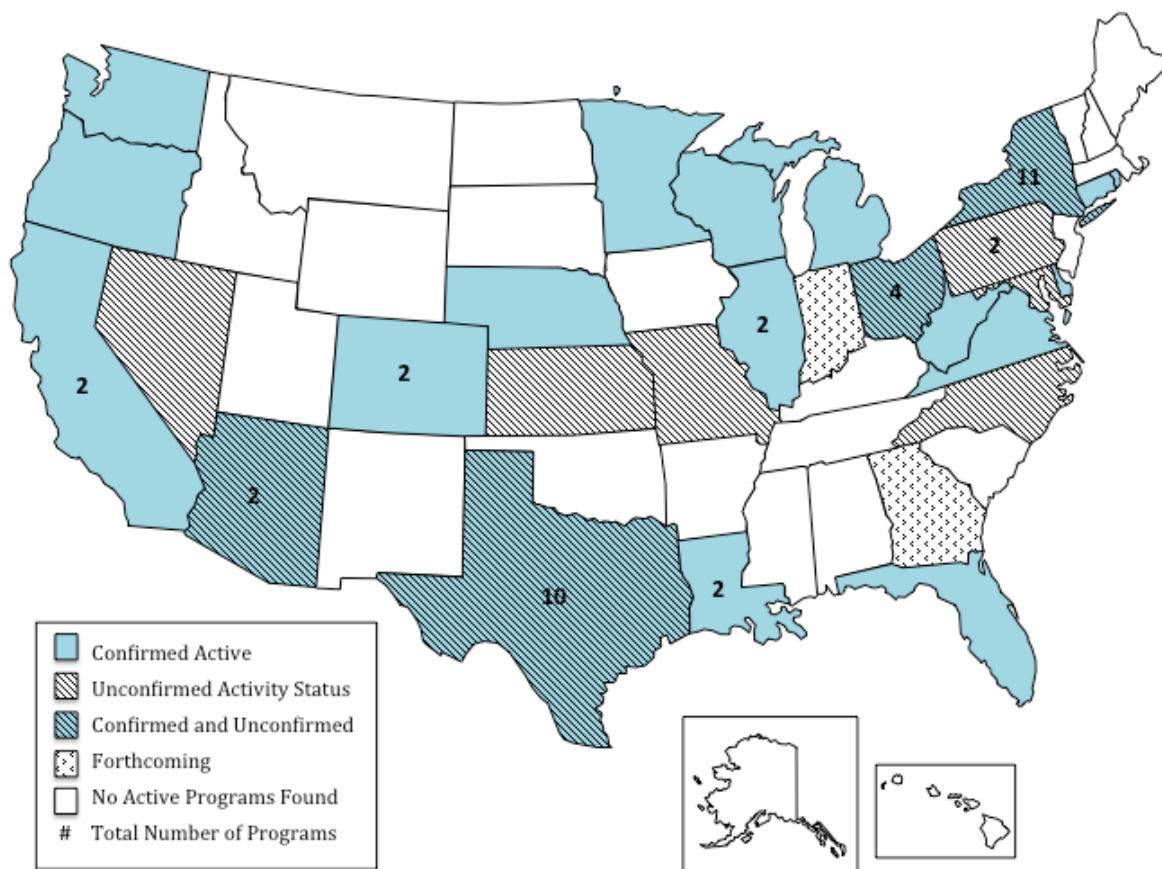 11
2
4
2
2
2
2
10
2
Confirmed Active
Unconfirmed Activity Status
Confirmed and Unconfirmed
Forthcoming
No Active Programs Found
# Total Number of Programs